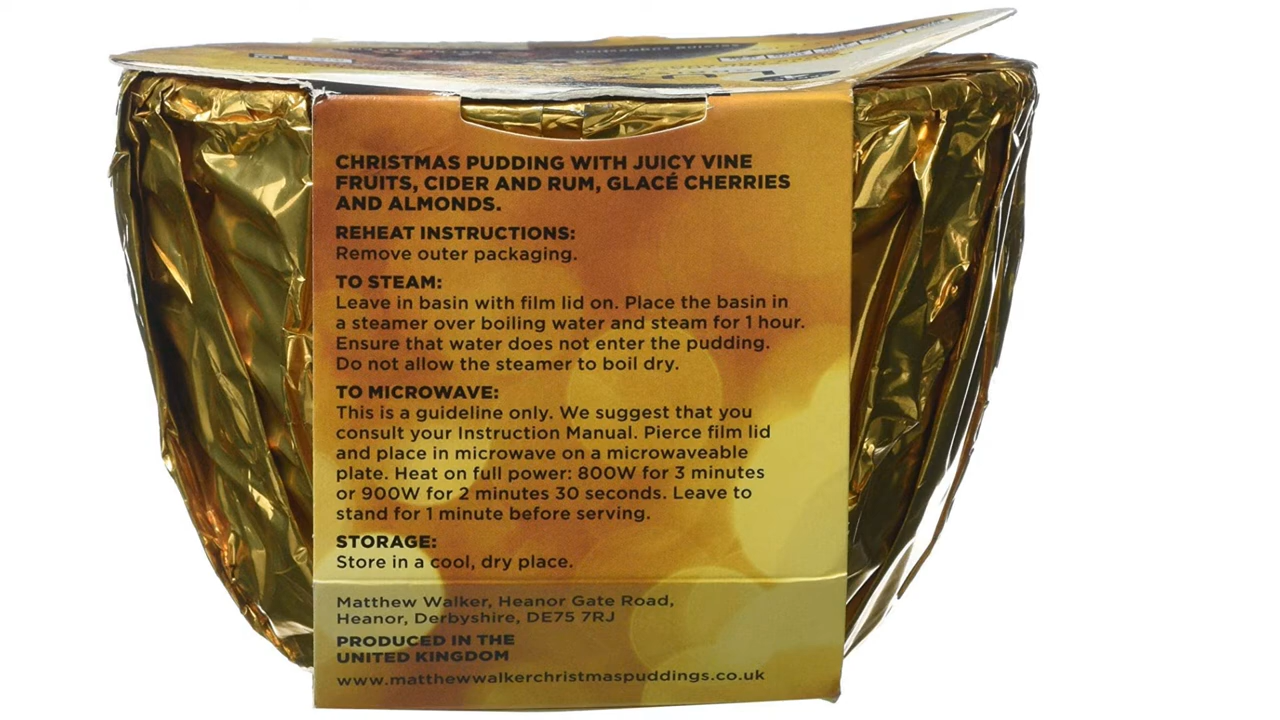 CHRISTMAS PUDDING WITH JUICY VINE
FRUITS, CIDER AND RUM, GLACÉ CHERRIES
AND ALMONDS.
REHEAT INSTRUCTIONS:
Remove outer packaging.
TO STEAM:
Leave in basin with film lid on. Place the basin in
a steamer over boiling water and steam for 1 hour.
Ensure that water does not enter the pudding.
Do not allow the steamer to boil dry.
TO MICROWAVE:
This is a guideline only. We suggest that you
consult your Instruction Manual. Pierce film lid
and place in microwave on a microwaveable
plate. Heat on full power: 800W for 3 minutes
or 900W for 2 minutes 30 seconds. Leave to
stand for 1 minute before serving.
STORAGE:
Store in a cool, dry place.
Matthew Walker, Heanor Gate Road,
Heanor, Derbyshire, DE75 7RJ
PRODUCED IN THE
UNITED KINGDOM
www.matthewwalkerchristmaspuddings.co.uk